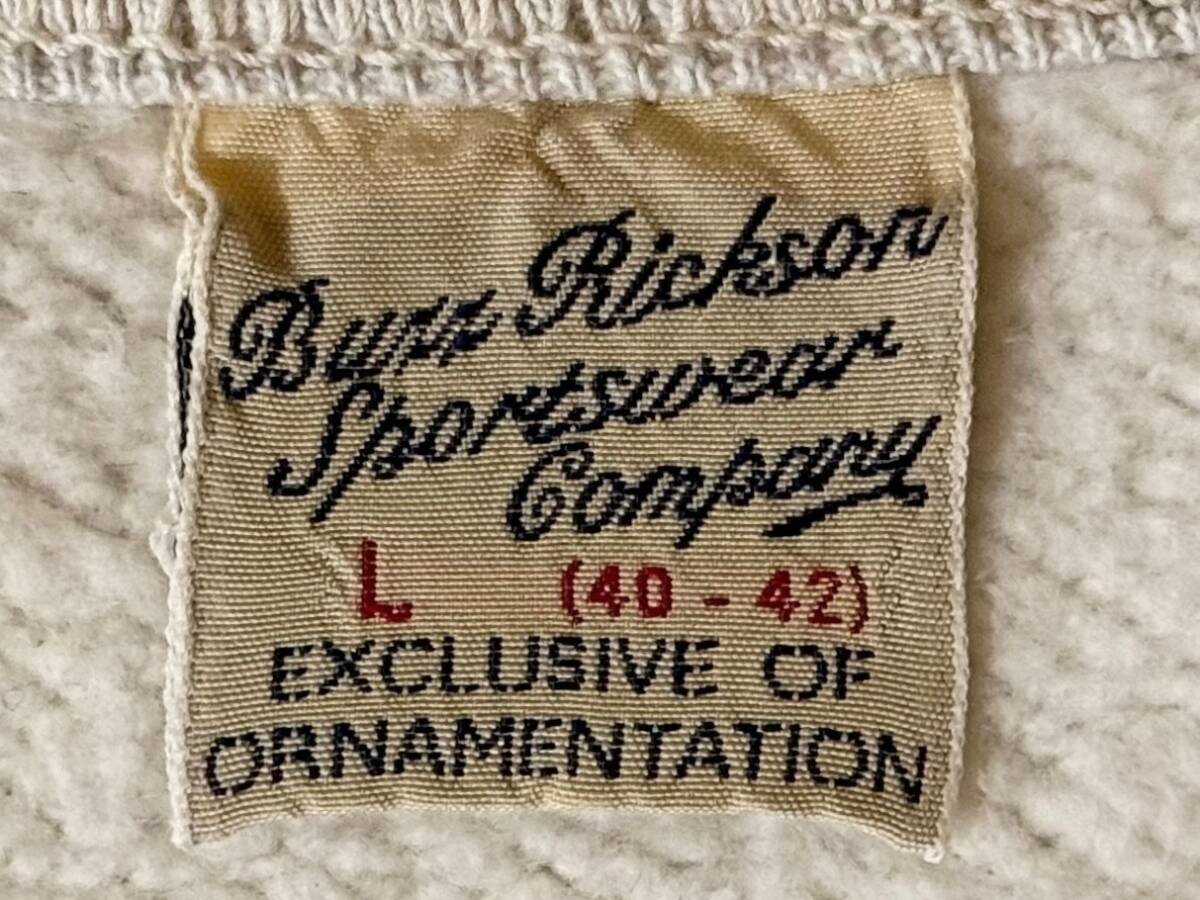 Buzz Rickson
Sportswear
Company
L (40 - 42)
EXCLUSIVE OF
ORNAMENTATION